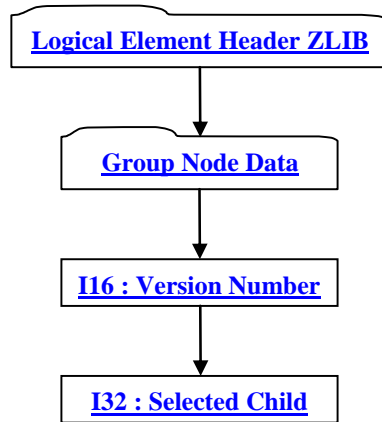 Logical Element Header ZLIB
Group Node Data
I16 : Version Number
I32 : Selected Child